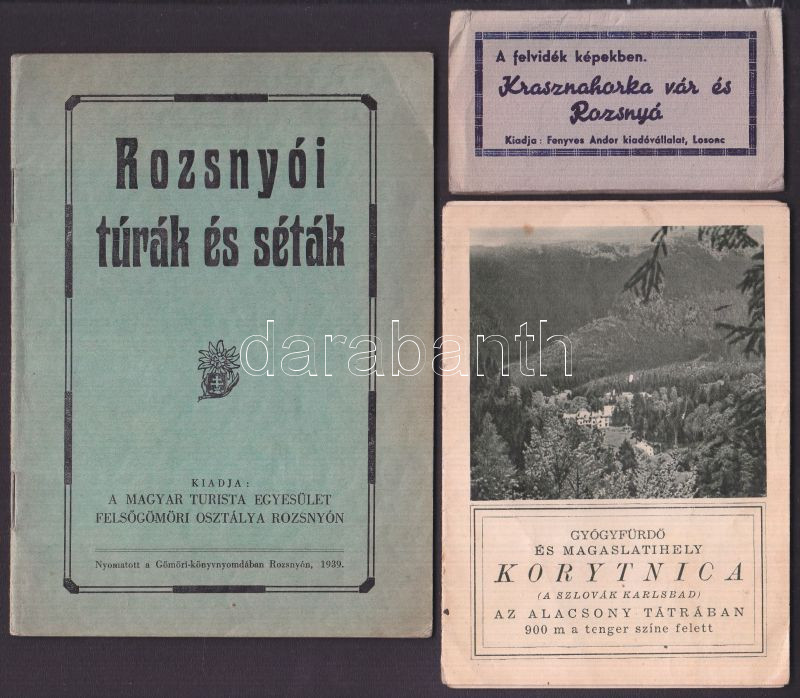 Rozsnyói
túrák és séták
KIADJA:
A MAGYAR TURISTA EGYESÜLET
FELSŐGÖMÖRI OSZTÁLYA ROZSNYÓN
Nyomatott a Gömöri-könyvnyomdában Rozsnyón, 1939.
A felvidék képekben.
Krasznahorka vár és
Rozsnyó
Kiadja: Fenyves Andor kiadóvállalat, Losonc
GYÓGYFÜRDŐ
ÉS MAGASLATIHELY
KORYTNICA
(A SZLOVÁK KARLSBAD)
AZ ALACSONY TÁTRÁBAN
900 m a tenger színe felett
darabanth